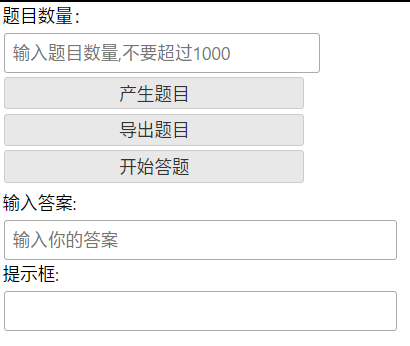 题目数量：
输入题目数量,不要超过1000
产生题目
导出题目
开始答题
输入答案:
输入你的答案
提示框: